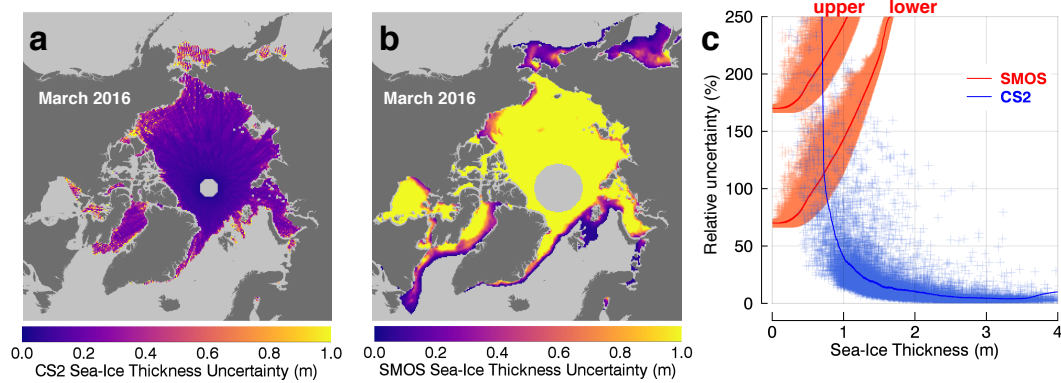 a
March 2016
0.0 0.2 0.4 0.6 0.8 1.0
CS2 Sea-Ice Thickness Uncertainty (m)
b
March 2016
0.0 0.2 0.4 0.6 0.8 1.0
SMOS Sea-Ice Thickness Uncertainty (m)
c
upper lower
SMOS
CS2
Relative uncertainty (%)
250
200
150
100
50
0
0 1 2 3 4
Sea-Ice Thickness (m)